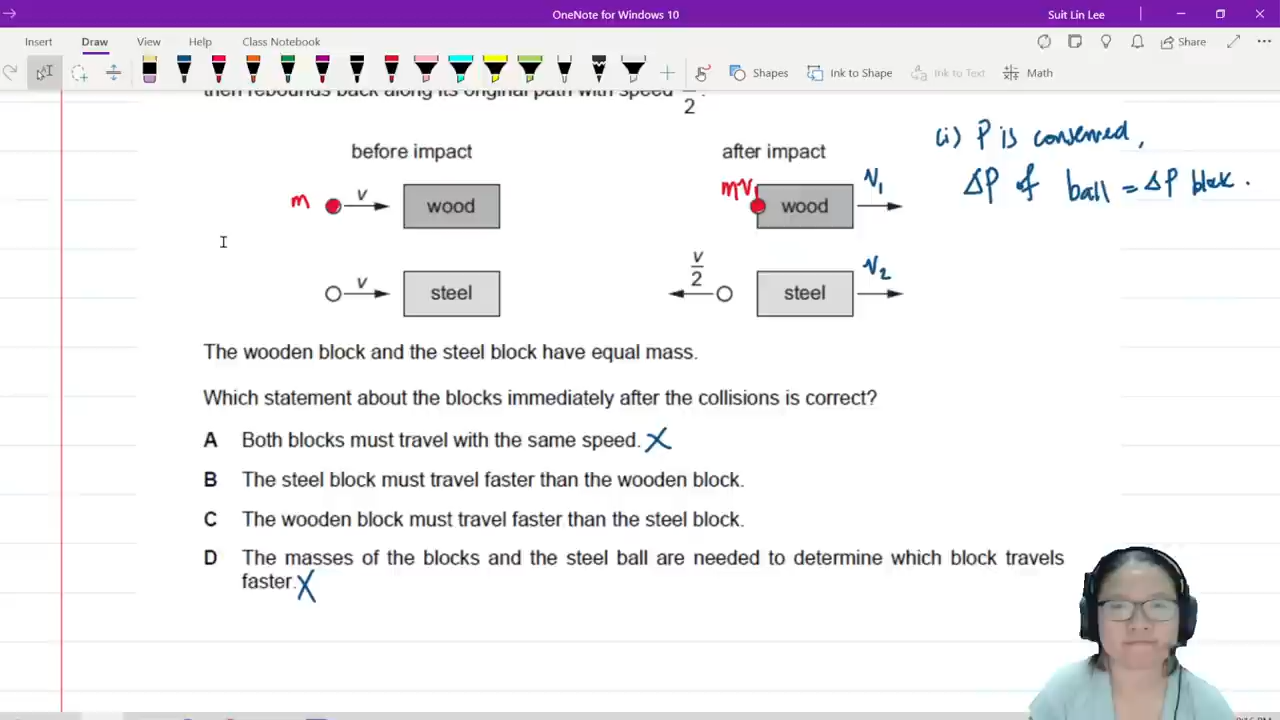 OneNote for Windows 10
Suit Lin Lee
Insert Draw View Help Class Notebook
Share
Shapes Ink to Shape Ink to Text Math
then rebounds back along its original path with speed
2
before impact after impact
(i) P is conserved,
ΔP of ball = ΔP block.
m v wood
mv₁ wood v₁
v steel
v/2 steel v₂
The wooden block and the steel block have equal mass.
Which statement about the blocks immediately after the collisions is correct?
A Both blocks must travel with the same speed. X
B The steel block must travel faster than the wooden block.
C The wooden block must travel faster than the steel block.
D The masses of the blocks and the steel ball are needed to determine which block travels
faster. X